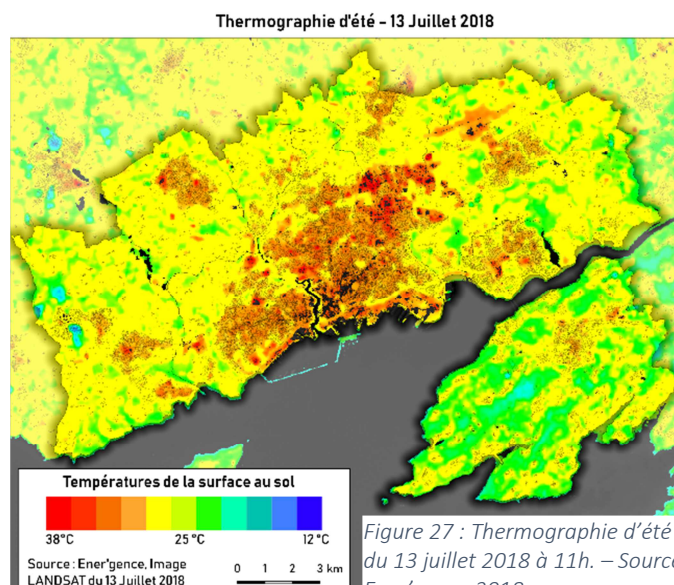 Thermographie d'été - 13 Juillet 2018
Températures de la surface au sol
38°C 25°C 12°C
Source : Ener'gence, Image
LANDSAT du 13 Juillet 2018
0 1 2 3 km
Figure 27 : Thermographie d'été
du 13 juillet 2018 à 11h. – Source